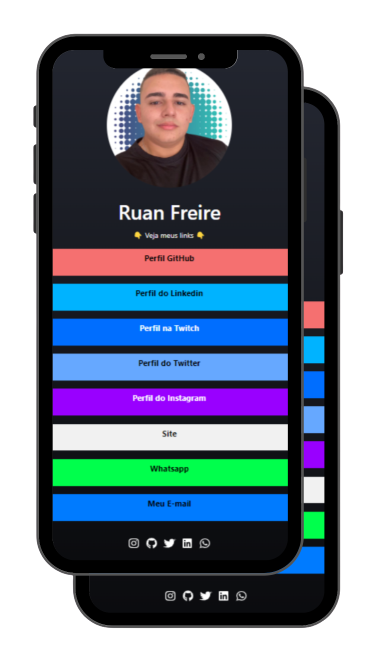 Ruan Freire
👇 Veja meus links 👇
Perfil GitHub
Perfil do Linkedin
Perfil na Twitch
Perfil do Twitter
Perfil do Instagram
Site
Whatsapp
Meu E-mail